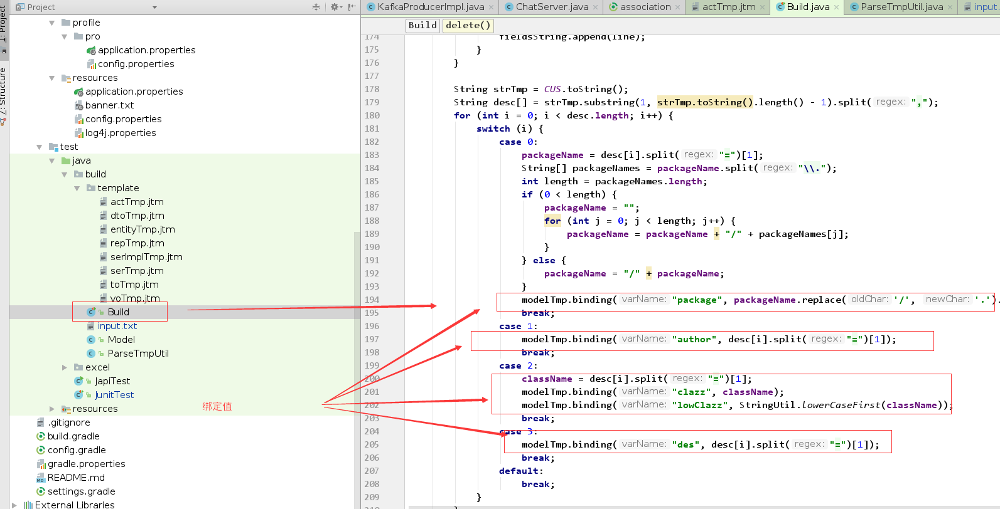 1: Project
7: Structure
Project
profile
pro
application.properties
config.properties
resources
application.properties
banner.txt
config.properties
log4j.properties
test
java
build
template
actTmp.jtm
dtoTmp.jtm
entityTmp.jtm
repTmp.jtm
serImplTmp.jtm
serTmp.jtm
toTmp.jtm
voTmp.jtm
Build
input.txt
Model
ParseTmpUtil
excel
JapiTest
JunitTest
resources
绑定值
.gitignore
build.gradle
config.gradle
gradle.properties
README.md
settings.gradle
External Libraries
KafkaProducerImpl.java ChatServer.java association actTmp.jtm Build.java ParseTmpUtil.java input.
Build delete()
174 fieldsString.append(line);
175 }
176 }
177
178 String strTmp = CUS.toString();
179 String desc[] = strTmp.substring(1, strTmp.toString().length() - 1).split( regex: ",");
180 for (int i = 0; i < desc.length; i++) {
181 switch (i) {
182 case 0:
183 packageName = desc[i].split( regex: "=")[1];
184 String[] packageNames = packageName.split( regex: "\\.");
185 int length = packageNames.length;
186 if (0 < length) {
187 packageName = "";
188 for (int j = 0; j < length; j++) {
189 packageName = packageName + "/" + packageNames[j];
190 }
191 } else {
192 packageName = "/" + packageName;
193 }
194 modelTmp.binding( varName: "package", packageName.replace( oldChar: '/', newChar: '.').
195 break;
196 case 1:
197 modelTmp.binding( varName: "author", desc[i].split( regex: "=")[1]);
198 break;
199 case 2:
200 className = desc[i].split( regex: "=")[1];
201 modelTmp.binding( varName: "clazz", className);
202 modelTmp.binding( varName: "lowClazz", StringUtil.lowerCaseFirst(className));
203 break;
204 case 3:
205 modelTmp.binding( varName: "des", desc[i].split( regex: "=")[1]);
206 break;
207 default:
208 break;
209 }